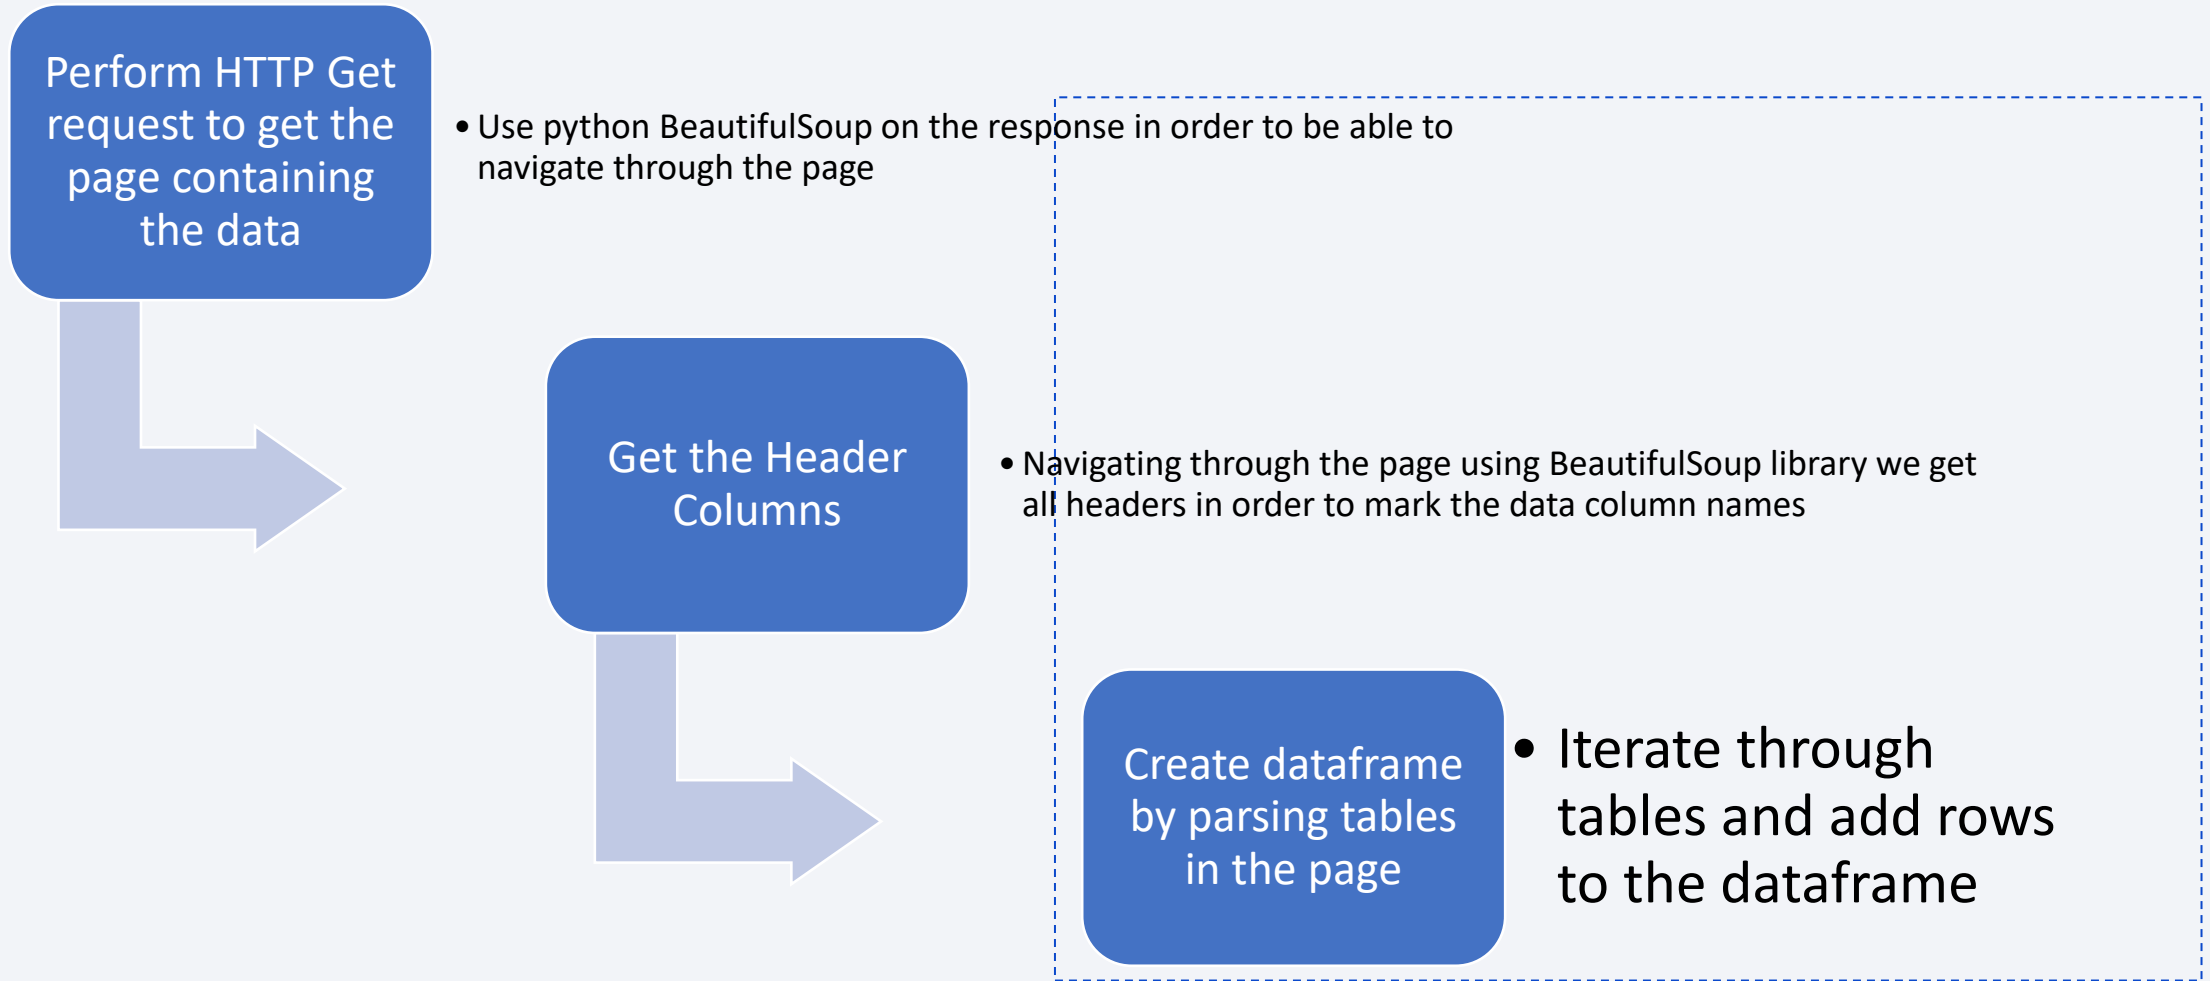 Perform HTTP Get
request to get the
page containing
the data
• Use python BeautifulSoup on the response in order to be able to
navigate through the page
Get the Header
Columns
• Navigating through the page using BeautifulSoup library we get
all headers in order to mark the data column names
Create dataframe
by parsing tables
in the page
• Iterate through
tables and add rows
to the dataframe